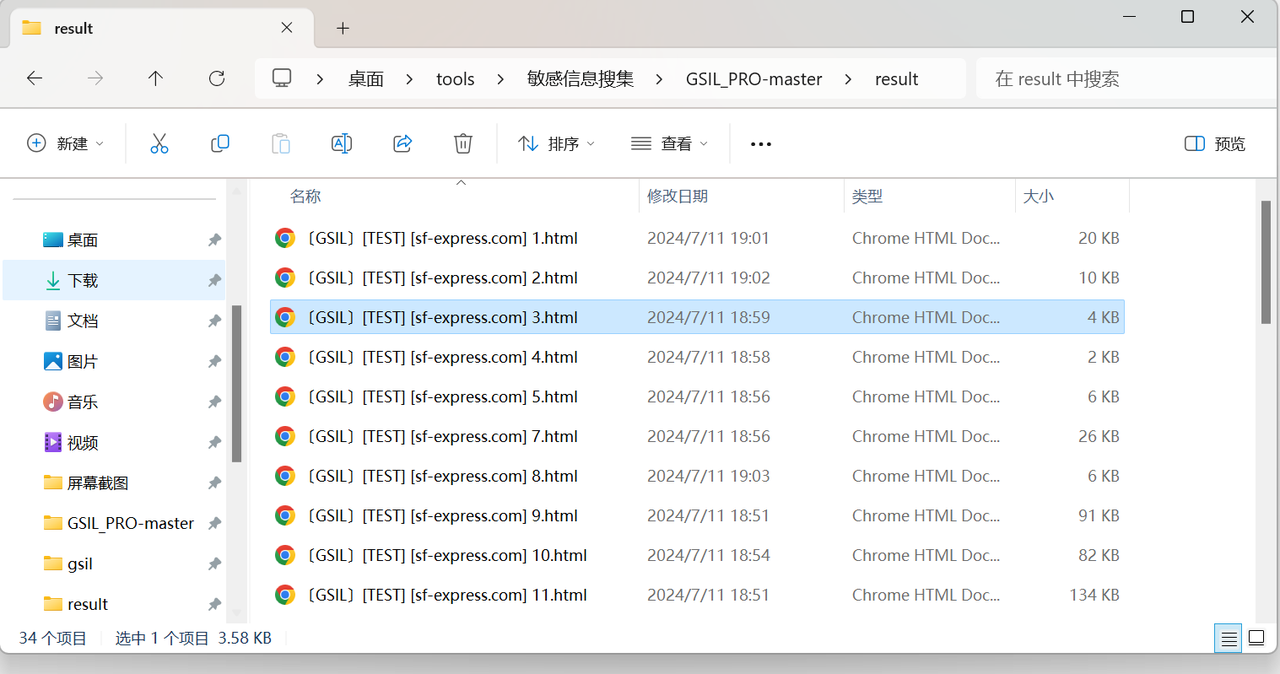 result
桌面 tools 敏感信息搜集 GSIL_PRO-master result 在 result 中搜索
新建 排序 查看 预览
名称 修改日期 类型 大小
桌面
下载
文档
图片
音乐
视频
屏幕截图
GSIL_PRO-master
gsil
result
〔GSIL〕[TEST] [sf-express.com] 1.html 2024/7/11 19:01 Chrome HTML Doc... 20 KB
〔GSIL〕[TEST] [sf-express.com] 2.html 2024/7/11 19:02 Chrome HTML Doc... 10 KB
〔GSIL〕[TEST] [sf-express.com] 3.html 2024/7/11 18:59 Chrome HTML Doc... 4 KB
〔GSIL〕[TEST] [sf-express.com] 4.html 2024/7/11 18:58 Chrome HTML Doc... 2 KB
〔GSIL〕[TEST] [sf-express.com] 5.html 2024/7/11 18:56 Chrome HTML Doc... 6 KB
〔GSIL〕[TEST] [sf-express.com] 7.html 2024/7/11 18:56 Chrome HTML Doc... 26 KB
〔GSIL〕[TEST] [sf-express.com] 8.html 2024/7/11 19:03 Chrome HTML Doc... 6 KB
〔GSIL〕[TEST] [sf-express.com] 9.html 2024/7/11 18:51 Chrome HTML Doc... 91 KB
〔GSIL〕[TEST] [sf-express.com] 10.html 2024/7/11 18:54 Chrome HTML Doc... 82 KB
〔GSIL〕[TEST] [sf-express.com] 11.html 2024/7/11 18:51 Chrome HTML Doc... 134 KB
34 个项目 选中 1 个项目 3.58 KB